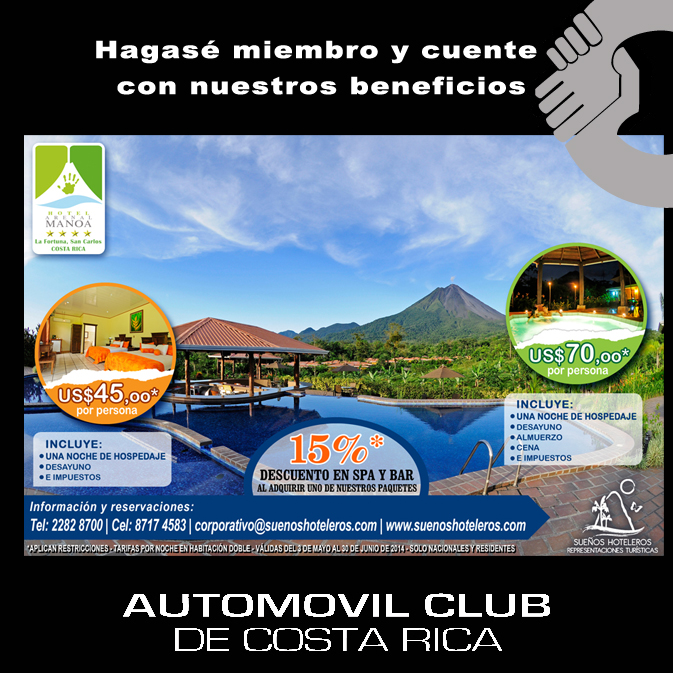 Hagasé miembro y cuente
con nuestros beneficios
HOTEL
ARENAL
MANOA
La Fortuna, San Carlos
COSTA RICA
US$45,00*
por persona
INCLUYE:
UNA NOCHE DE HOSPEDAJE
DESAYUNO
E IMPUESTOS
US$70,00*
por persona
INCLUYE:
UNA NOCHE DE HOSPEDAJE
DESAYUNO
ALMUERZO
CENA
E IMPUESTOS
15%*
DESCUENTO EN SPA Y BAR
AL ADQUIRIR UNO DE NUESTROS PAQUETES
Información y reservaciones:
Tel: 2282 8700 | Cel: 8717 4583 | corporativo@suenoshoteleros.com | www.suenoshoteleros.com
*APLICAN RESTRICCIONES - TARIFAS POR NOCHE EN HABITACIÓN DOBLE - VÁLIDAS DEL 3 DE MAYO AL 30 DE JUNIO DE 2014 - SOLO NACIONALES Y RESIDENTES
SUEÑOS HOTELEROS
REPRESENTACIONES TURÍSTICAS
AUTOMOVIL CLUB
DE COSTA RICA